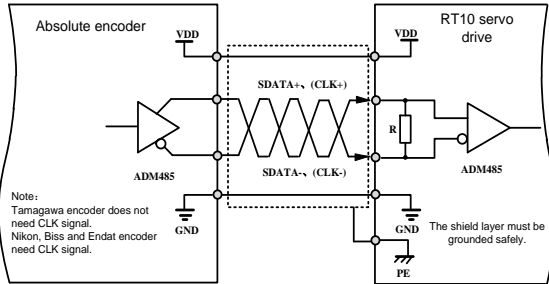 Absolute encoder
RT10 servo
drive
VDD
VDD
SDATA+、(CLK+)
R
ADM485
SDATA-、(CLK-)
ADM485
Note：
Tamagawa encoder does not
need CLK signal.
Nikon, Biss and Endat encoder
need CLK signal.
GND
GND
The shield layer must be
grounded safely.
PE